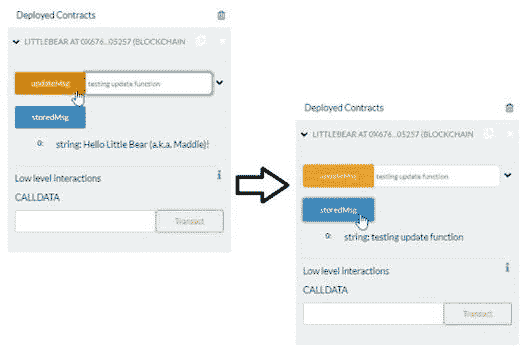 Deployed Contracts
LITTLEBEAR AT 0X676...05257 (BLOCKCHAIN
updateMsg testing update function
storedMsg
0: string: Hello Little Bear (a.k.a. Maddie)!
Low level interactions i
CALLDATA
Transact
Deployed Contracts
LITTLEBEAR AT 0X676...05257 (BLOCKCHAIN
updateMsg testing update function
storedMsg
0: string: testing update function
Low level interactions i
CALLDATA
Transact